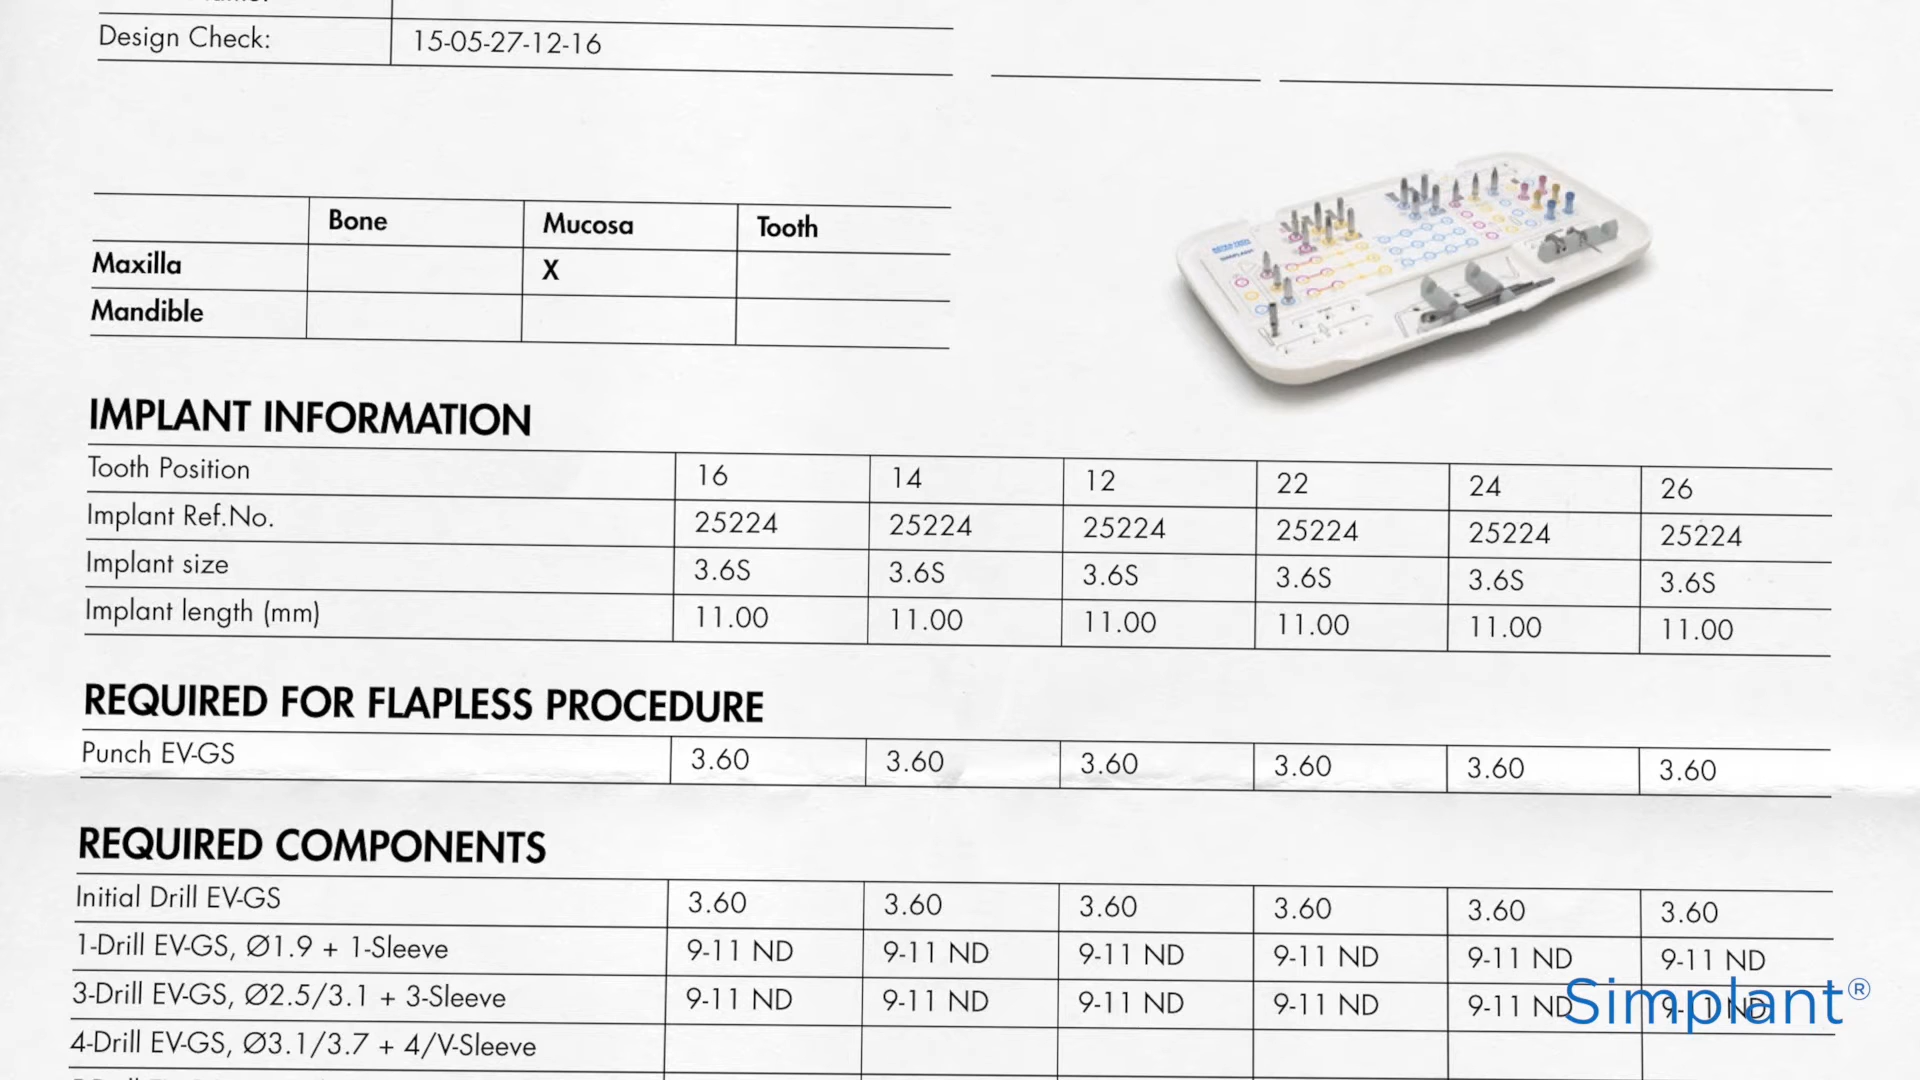 Design Check: 15-05-27-12-16
Bone Mucosa Tooth
Maxilla X
Mandible
IMPLANT INFORMATION
Tooth Position 16 14 12 22 24 26
Implant Ref.No. 25224 25224 25224 25224 25224 25224
Implant size 3.6S 3.6S 3.6S 3.6S 3.6S 3.6S
Implant length (mm) 11.00 11.00 11.00 11.00 11.00 11.00
REQUIRED FOR FLAPLESS PROCEDURE
Punch EV-GS 3.60 3.60 3.60 3.60 3.60 3.60
REQUIRED COMPONENTS
Initial Drill EV-GS 3.60 3.60 3.60 3.60 3.60 3.60
1-Drill EV-GS, Ø1.9 + 1-Sleeve 9-11 ND 9-11 ND 9-11 ND 9-11 ND 9-11 ND 9-11 ND
3-Drill EV-GS, Ø2.5/3.1 + 3-Sleeve 9-11 ND 9-11 ND 9-11 ND 9-11 ND 9-11 ND 9-11 ND
4-Drill EV-GS, Ø3.1/3.7 + 4/V-Sleeve
Simplant®